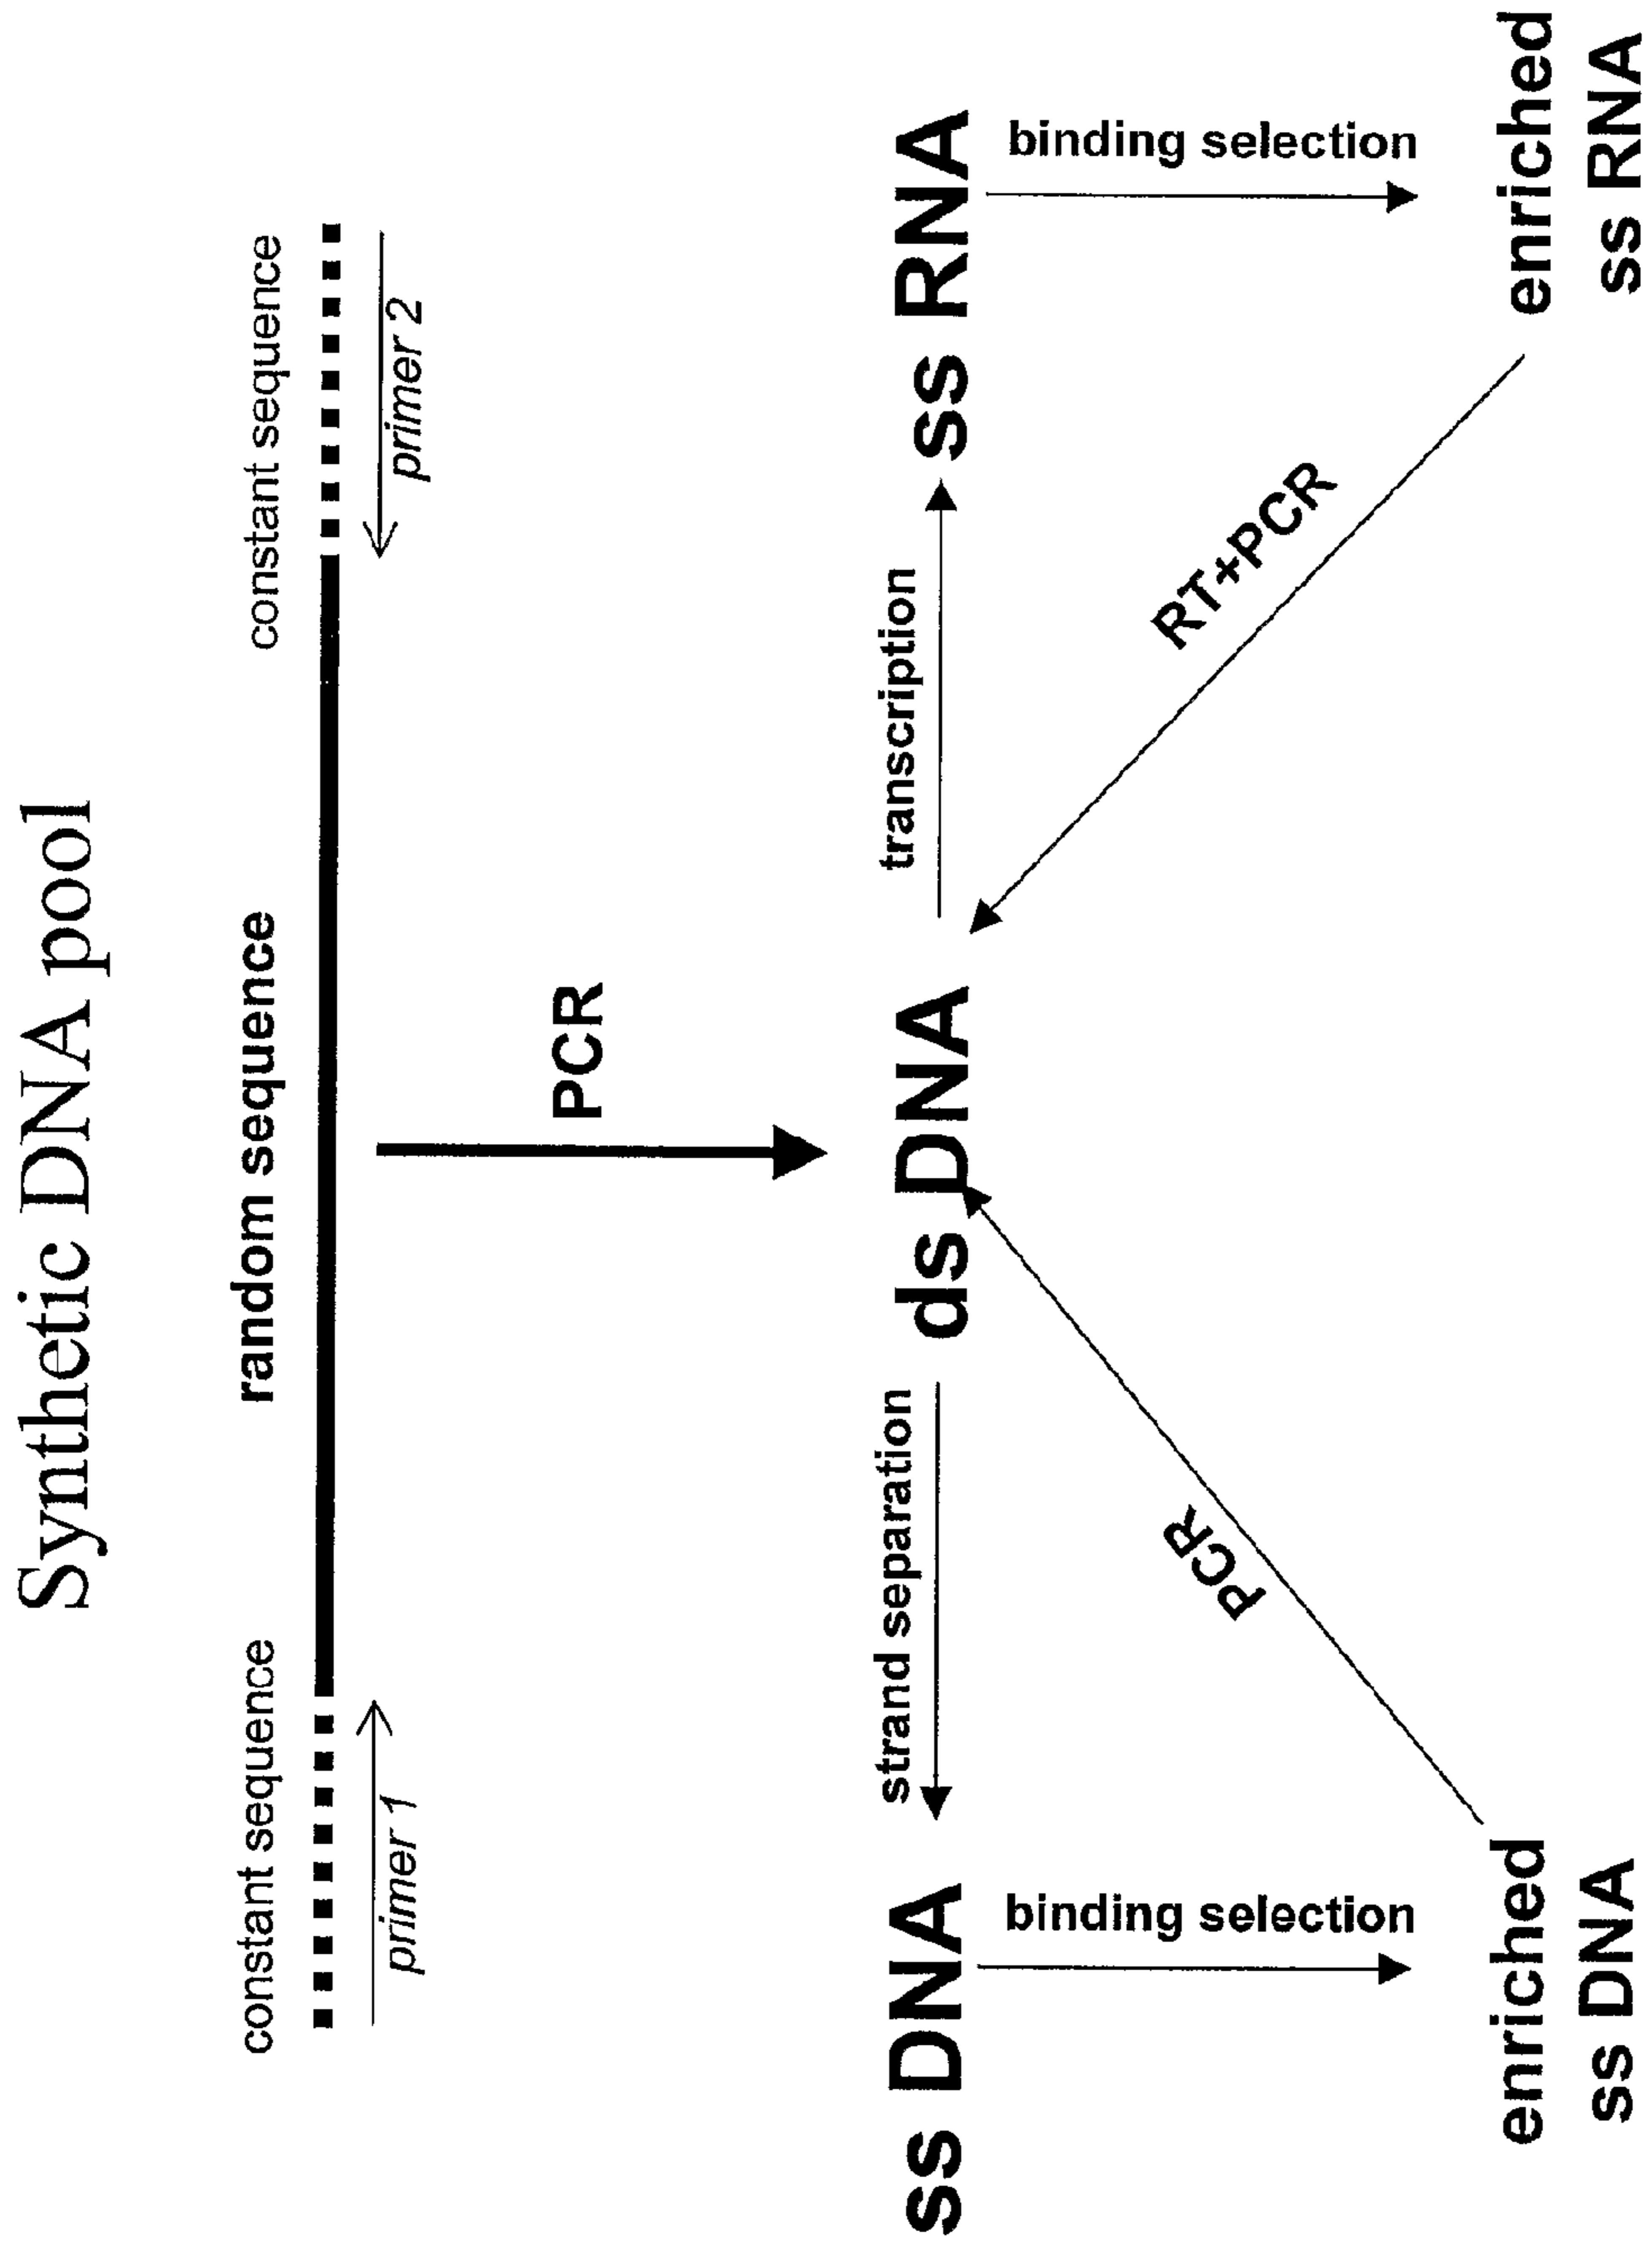 Synthetic DNA pool
constant sequence
random sequence
constant sequence
primer 1
primer 2
PCR
strand separation
transcription
ss DNA
ds DNA
ss RNA
binding selection
PCR
RT+PCR
binding selection
enriched
ss DNA
enriched
ss RNA